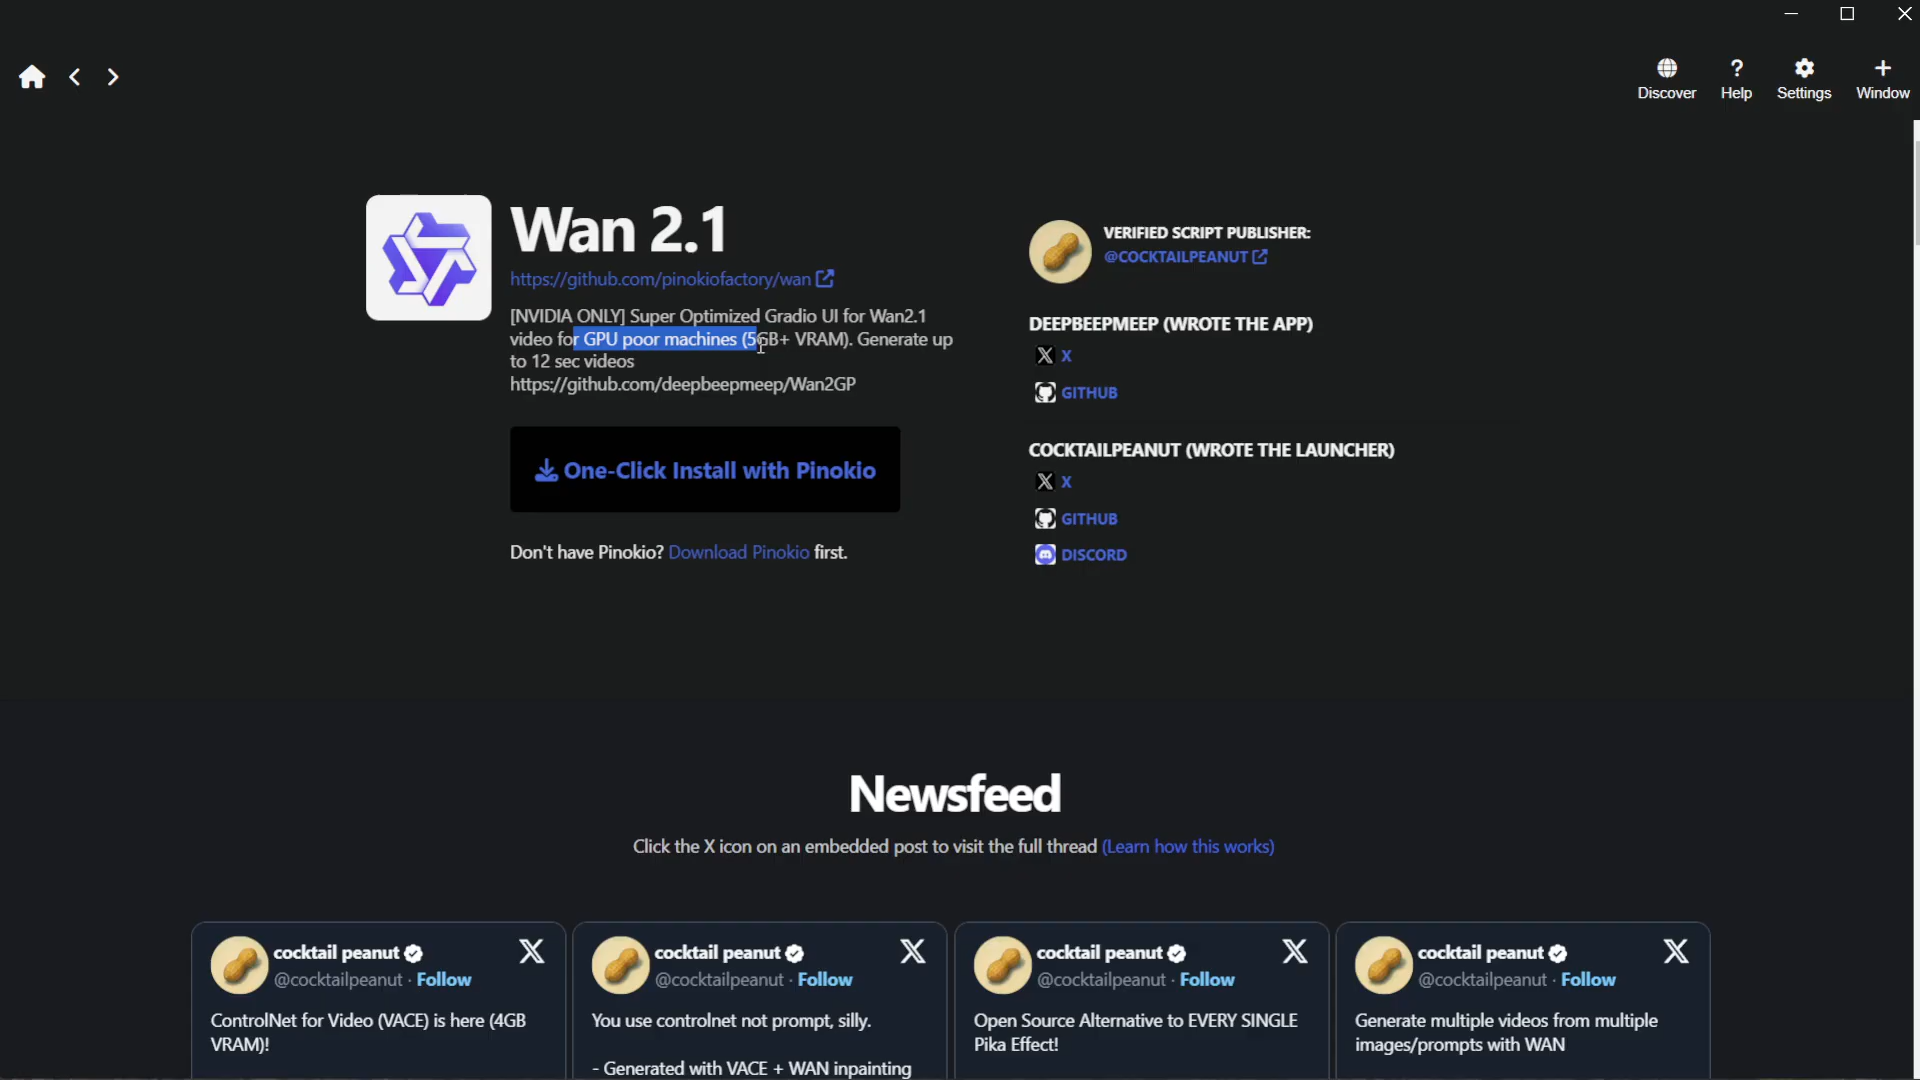 Discover
Help
Settings
Window
Wan 2.1
https://github.com/pinokiofactory/wan
[NVIDIA ONLY] Super Optimized Gradio UI for Wan2.1
video for GPU poor machines (5GB+ VRAM). Generate up
to 12 sec videos
https://github.com/deepbeepmeep/Wan2GP
One-Click Install with Pinokio
Don't have Pinokio? Download Pinokio first.
VERIFIED SCRIPT PUBLISHER:
@COCKTAILPEANUT
DEEPBEEPMEEP (WROTE THE APP)
X
GITHUB
COCKTAILPEANUT (WROTE THE LAUNCHER)
X
GITHUB
DISCORD
Newsfeed
Click the X icon on an embedded post to visit the full thread (Learn how this works)
cocktail peanut
@cocktailpeanut · Follow
ControlNet for Video (VACE) is here (4GB
VRAM)!
cocktail peanut
@cocktailpeanut · Follow
You use controlnet not prompt, silly.
- Generated with VACE + WAN inpainting
cocktail peanut
@cocktailpeanut · Follow
Open Source Alternative to EVERY SINGLE
Pika Effect!
cocktail peanut
@cocktailpeanut · Follow
Generate multiple videos from multiple
images/prompts with WAN